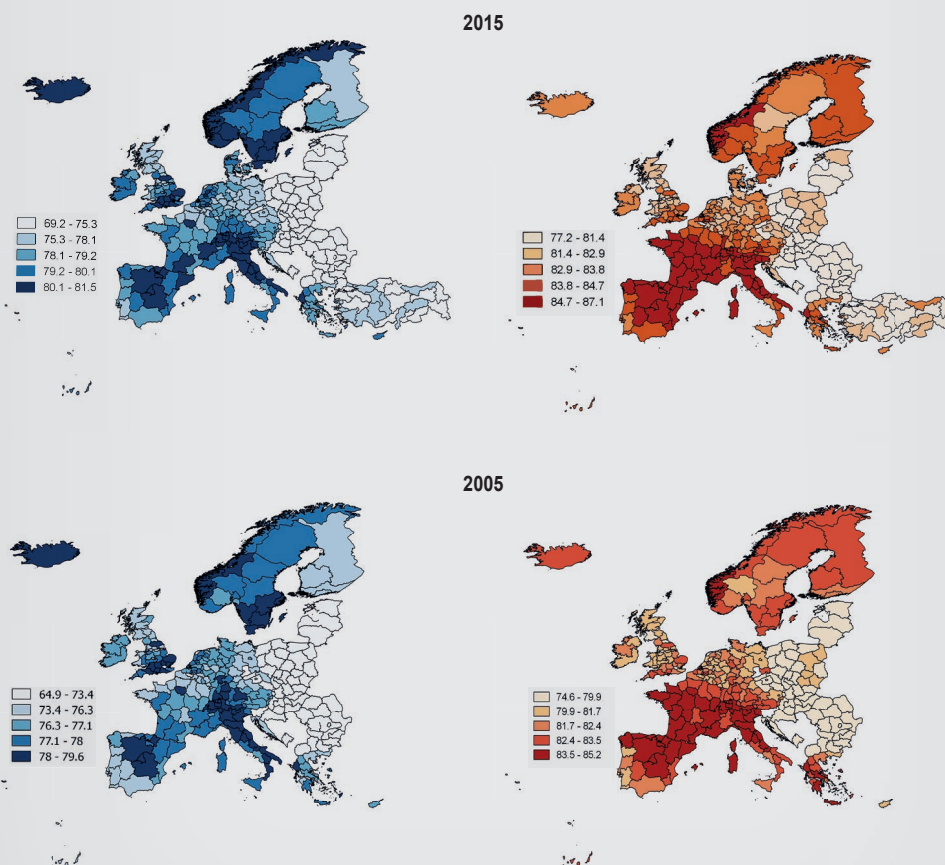 2015
69.2 - 75.3
75.3 - 78.1
78.1 - 79.2
79.2 - 80.1
80.1 - 81.5
77.2 - 81.4
81.4 - 82.9
82.9 - 83.8
83.8 - 84.7
84.7 - 87.1
2005
64.9 - 73.4
73.4 - 76.3
76.3 - 77.1
77.1 - 78
78 - 79.6
74.6 - 79.9
79.9 - 81.7
81.7 - 82.4
82.4 - 83.5
83.5 - 85.2